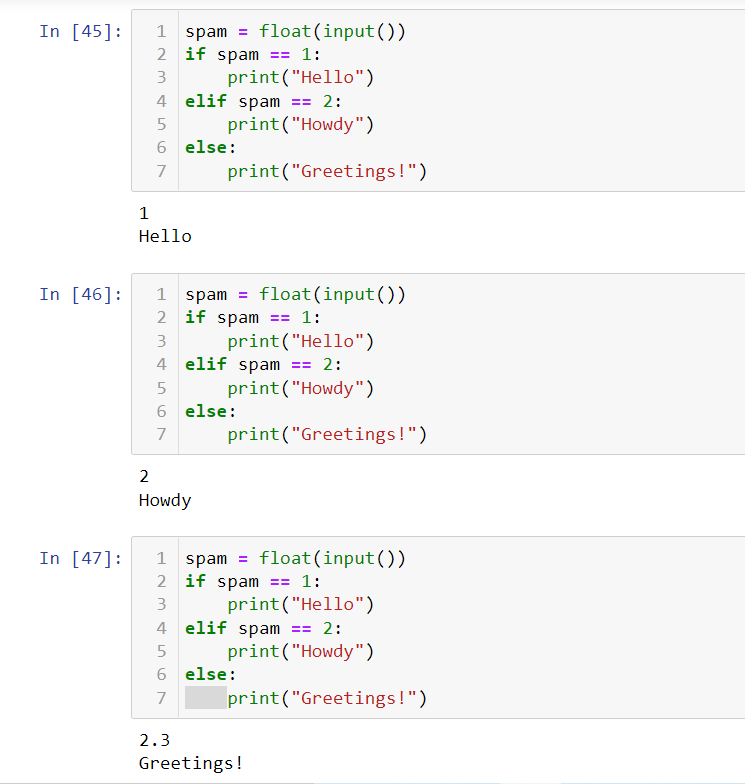 In [45]:
1 spam = float(input())
2 if spam == 1:
3     print("Hello")
4 elif spam == 2:
5     print("Howdy")
6 else:
7     print("Greetings!")
1
Hello
In [46]:
1 spam = float(input())
2 if spam == 1:
3     print("Hello")
4 elif spam == 2:
5     print("Howdy")
6 else:
7     print("Greetings!")
2
Howdy
In [47]:
1 spam = float(input())
2 if spam == 1:
3     print("Hello")
4 elif spam == 2:
5     print("Howdy")
6 else:
7     print("Greetings!")
2.3
Greetings!